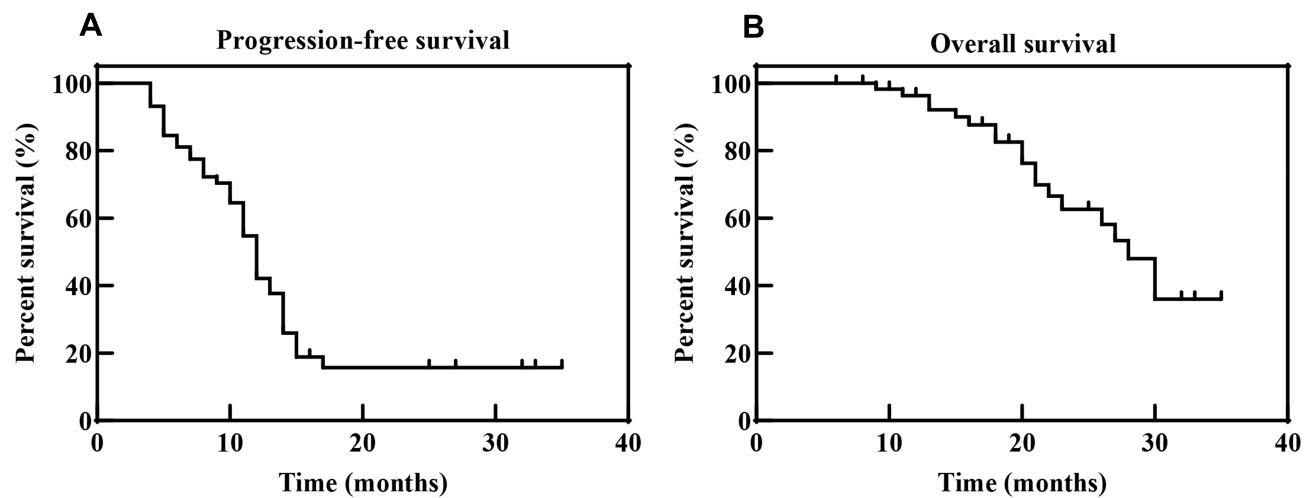 A
Progression-free survival
Percent survival (%)
100
80
60
40
20
0
0 10 20 30 40
Time (months)
B
Overall survival
Percent survival (%)
100
80
60
40
20
0
0 10 20 30 40
Time (months)